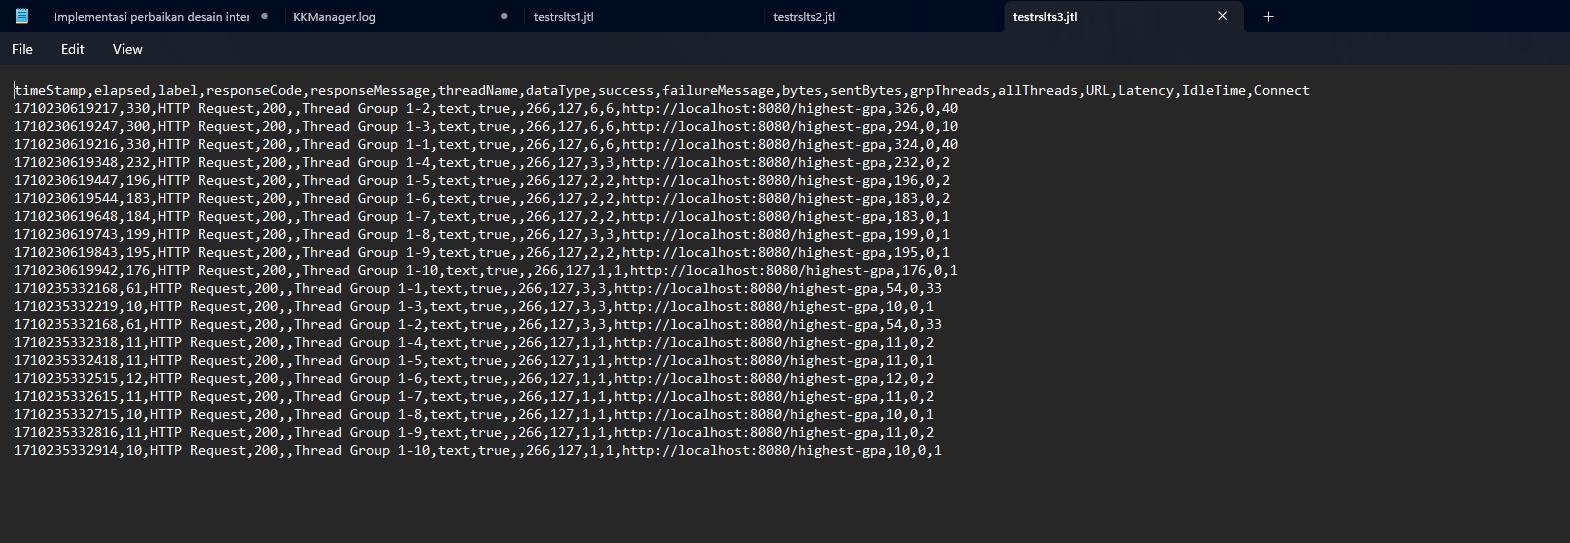 Implementasi perbaikan desain inter
KKManager.log
testrslts1.jtl
testrslts2.jtl
testrslts3.jtl
File Edit View
timeStamp,elapsed,label,responseCode,responseMessage,threadName,dataType,success,failureMessage,bytes,sentBytes,grpThreads,allThreads,URL,Latency,IdleTime,Connect
1710230619217,330,HTTP Request,200,,Thread Group 1-2,text,true,,266,127,6,6,http://localhost:8080/highest-gpa,326,0,40
1710230619247,300,HTTP Request,200,,Thread Group 1-3,text,true,,266,127,6,6,http://localhost:8080/highest-gpa,294,0,10
1710230619216,330,HTTP Request,200,,Thread Group 1-1,text,true,,266,127,6,6,http://localhost:8080/highest-gpa,324,0,40
1710230619348,232,HTTP Request,200,,Thread Group 1-4,text,true,,266,127,3,3,http://localhost:8080/highest-gpa,232,0,2
1710230619447,196,HTTP Request,200,,Thread Group 1-5,text,true,,266,127,2,2,http://localhost:8080/highest-gpa,196,0,2
1710230619544,183,HTTP Request,200,,Thread Group 1-6,text,true,,266,127,2,2,http://localhost:8080/highest-gpa,183,0,2
1710230619648,184,HTTP Request,200,,Thread Group 1-7,text,true,,266,127,2,2,http://localhost:8080/highest-gpa,183,0,1
1710230619743,199,HTTP Request,200,,Thread Group 1-8,text,true,,266,127,3,3,http://localhost:8080/highest-gpa,199,0,1
1710230619843,195,HTTP Request,200,,Thread Group 1-9,text,true,,266,127,2,2,http://localhost:8080/highest-gpa,195,0,1
1710230619942,176,HTTP Request,200,,Thread Group 1-10,text,true,,266,127,1,1,http://localhost:8080/highest-gpa,176,0,1
1710235332168,61,HTTP Request,200,,Thread Group 1-1,text,true,,266,127,3,3,http://localhost:8080/highest-gpa,54,0,33
1710235332219,10,HTTP Request,200,,Thread Group 1-3,text,true,,266,127,3,3,http://localhost:8080/highest-gpa,10,0,1
1710235332168,61,HTTP Request,200,,Thread Group 1-2,text,true,,266,127,3,3,http://localhost:8080/highest-gpa,54,0,33
1710235332318,11,HTTP Request,200,,Thread Group 1-4,text,true,,266,127,1,1,http://localhost:8080/highest-gpa,11,0,2
1710235332418,11,HTTP Request,200,,Thread Group 1-5,text,true,,266,127,1,1,http://localhost:8080/highest-gpa,11,0,1
1710235332515,12,HTTP Request,200,,Thread Group 1-6,text,true,,266,127,1,1,http://localhost:8080/highest-gpa,12,0,2
1710235332615,11,HTTP Request,200,,Thread Group 1-7,text,true,,266,127,1,1,http://localhost:8080/highest-gpa,11,0,2
1710235332715,10,HTTP Request,200,,Thread Group 1-8,text,true,,266,127,1,1,http://localhost:8080/highest-gpa,10,0,1
1710235332816,11,HTTP Request,200,,Thread Group 1-9,text,true,,266,127,1,1,http://localhost:8080/highest-gpa,11,0,2
1710235332914,10,HTTP Request,200,,Thread Group 1-10,text,true,,266,127,1,1,http://localhost:8080/highest-gpa,10,0,1